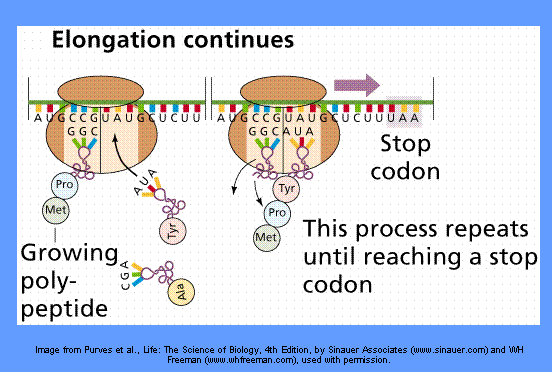 Elongation continues
AUGCCGUAUGCUCUU
GGC
Pro
Met
AUA
Tyr
Growing
poly-
peptide
CGA
Ala
AUGCCGUAUGCUCUUUAA
GGCAUA
Stop
codon
Tyr
Pro
Met
This process repeats
until reaching a stop
codon
Image from Purves et al., Life: The Science of Biology, 4th Edition, by Sinauer Associates (www.sinauer.com) and WH
Freeman (www.whfreeman.com), used with permission.